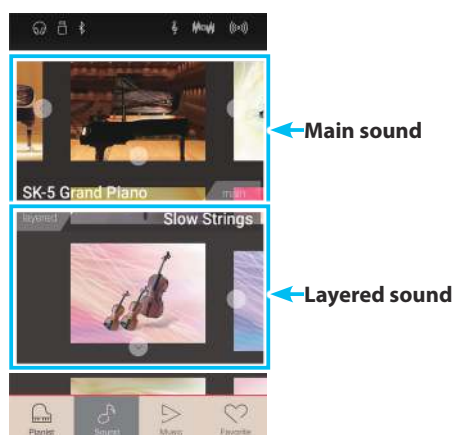 Main sound
SK-5 Grand Piano
main
layered
Slow Strings
Layered sound
Pianist
Sound
Music
Favorite